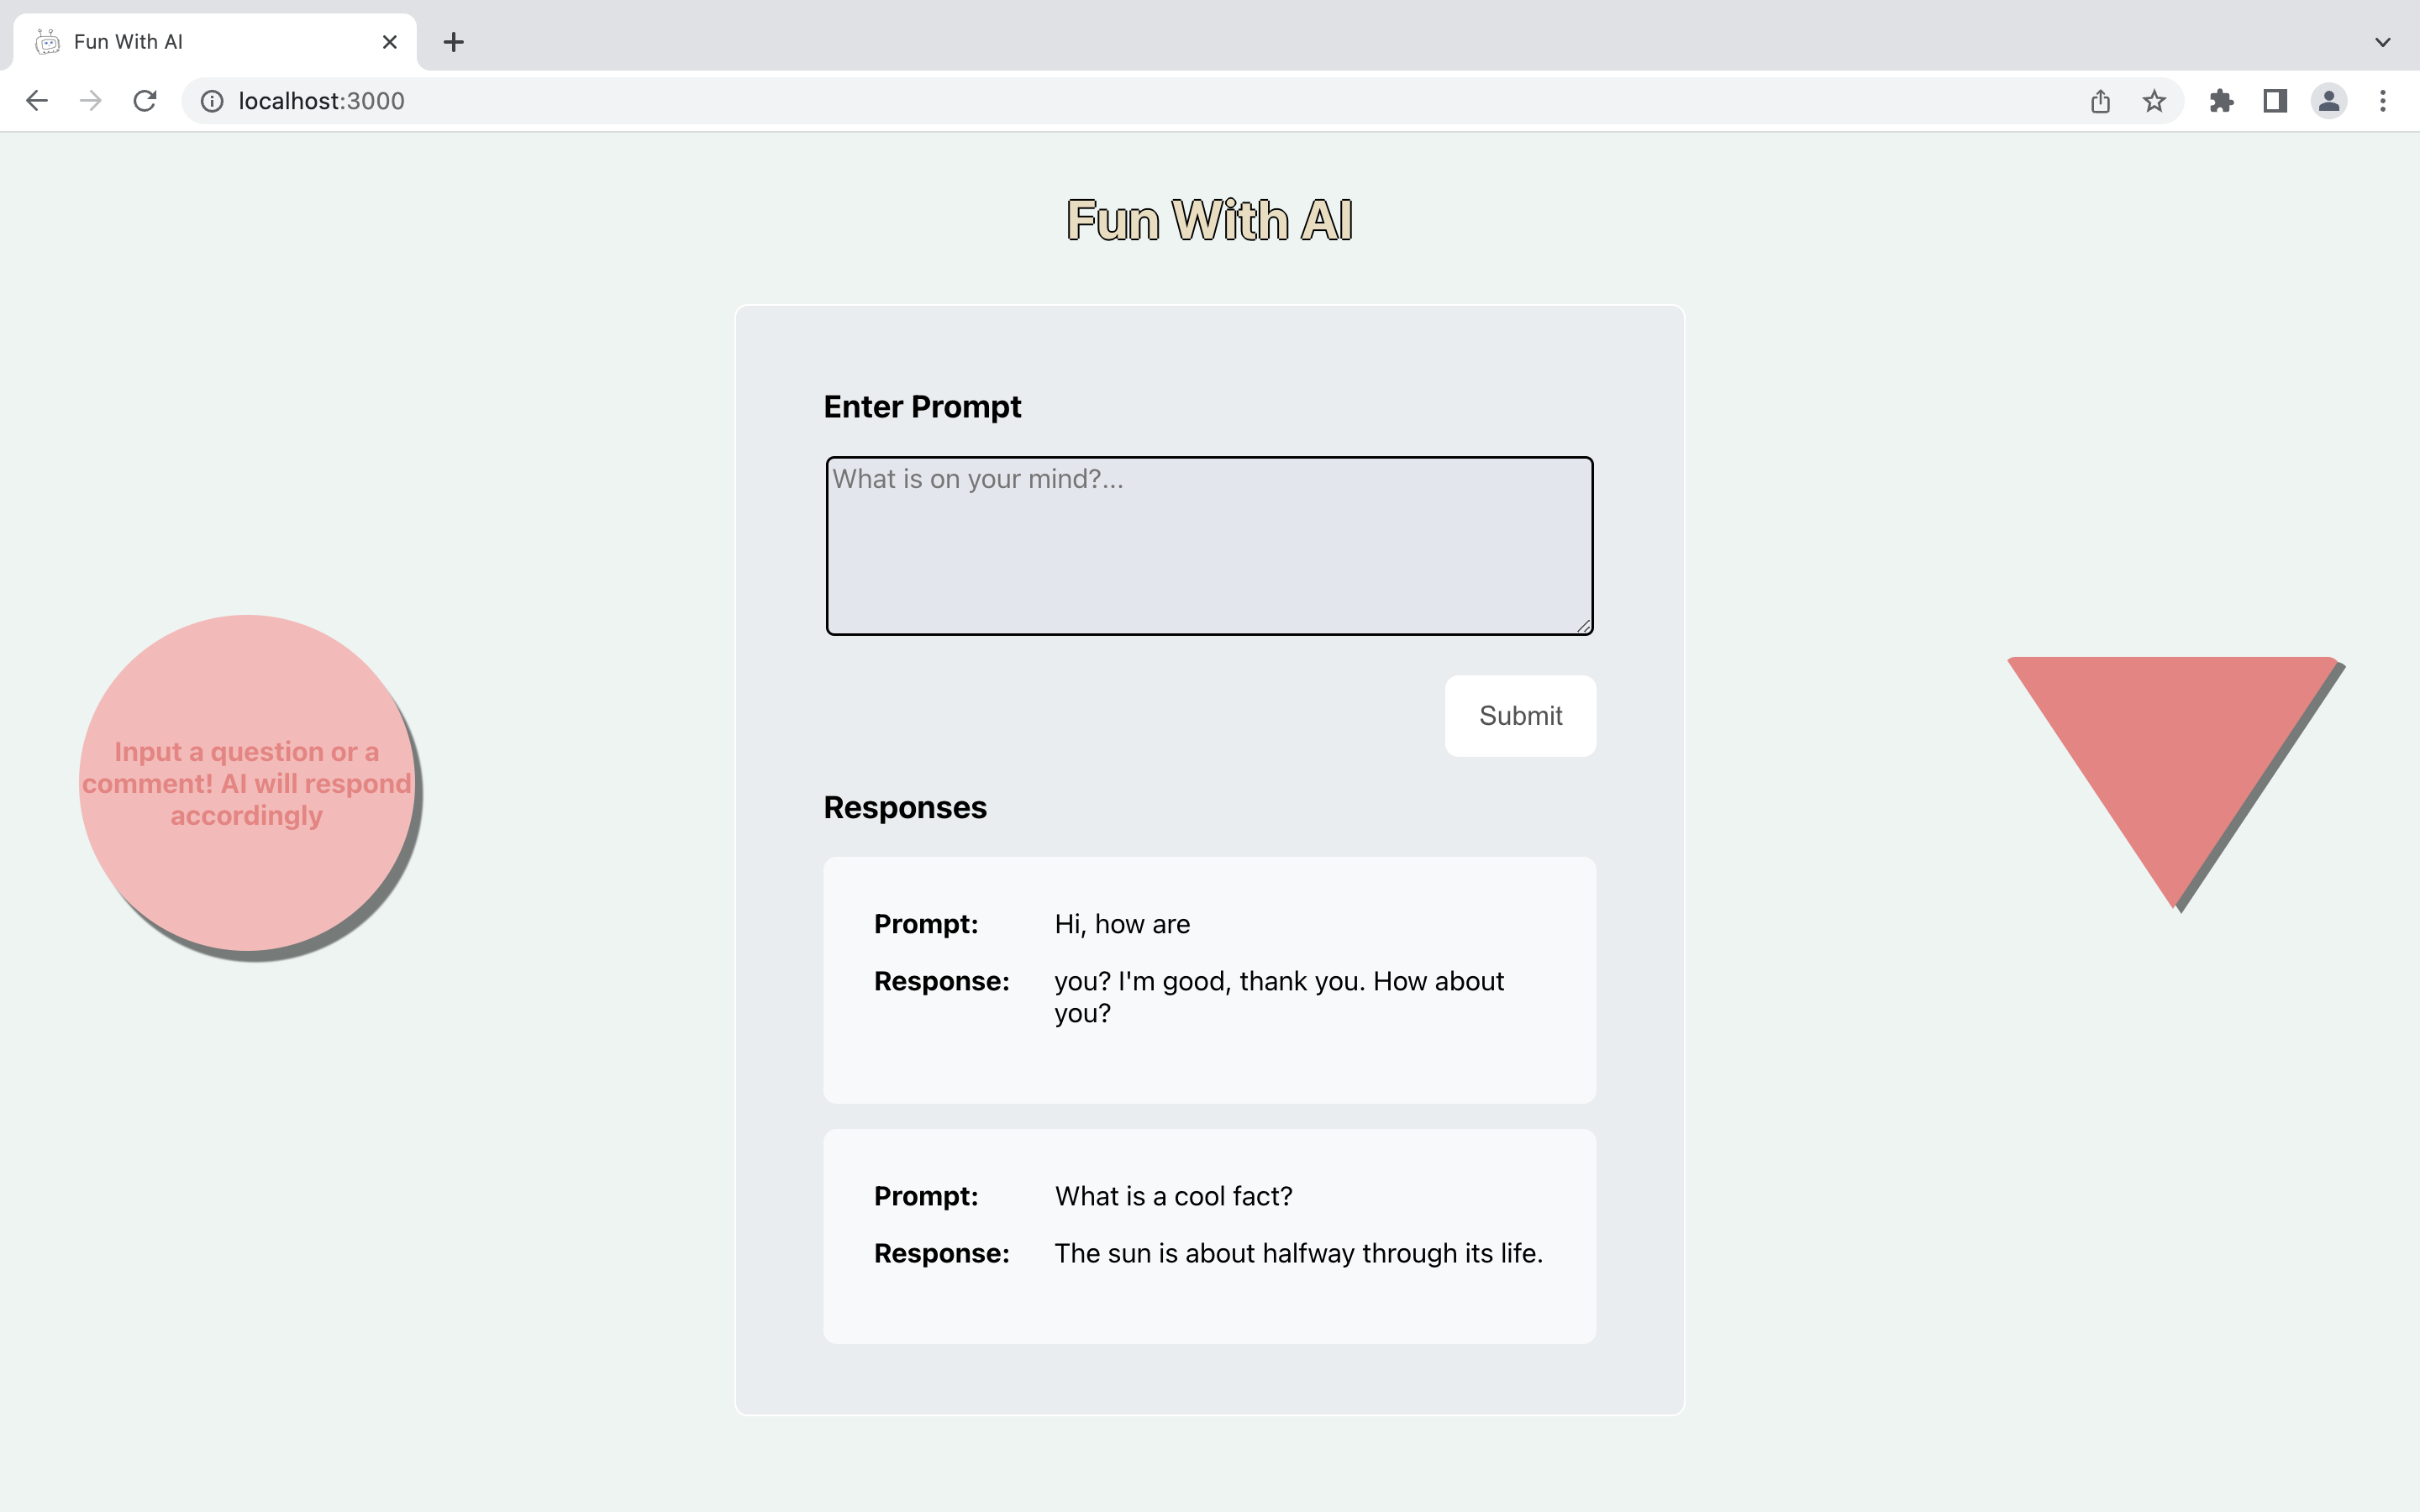 Fun With AI
localhost:3000
Fun With AI
Enter Prompt
What is on your mind?...
Submit
Input a question or a
comment! AI will respond
accordingly
Responses
Prompt: Hi, how are
Response: you? I'm good, thank you. How about
you?
Prompt: What is a cool fact?
Response: The sun is about halfway through its life.